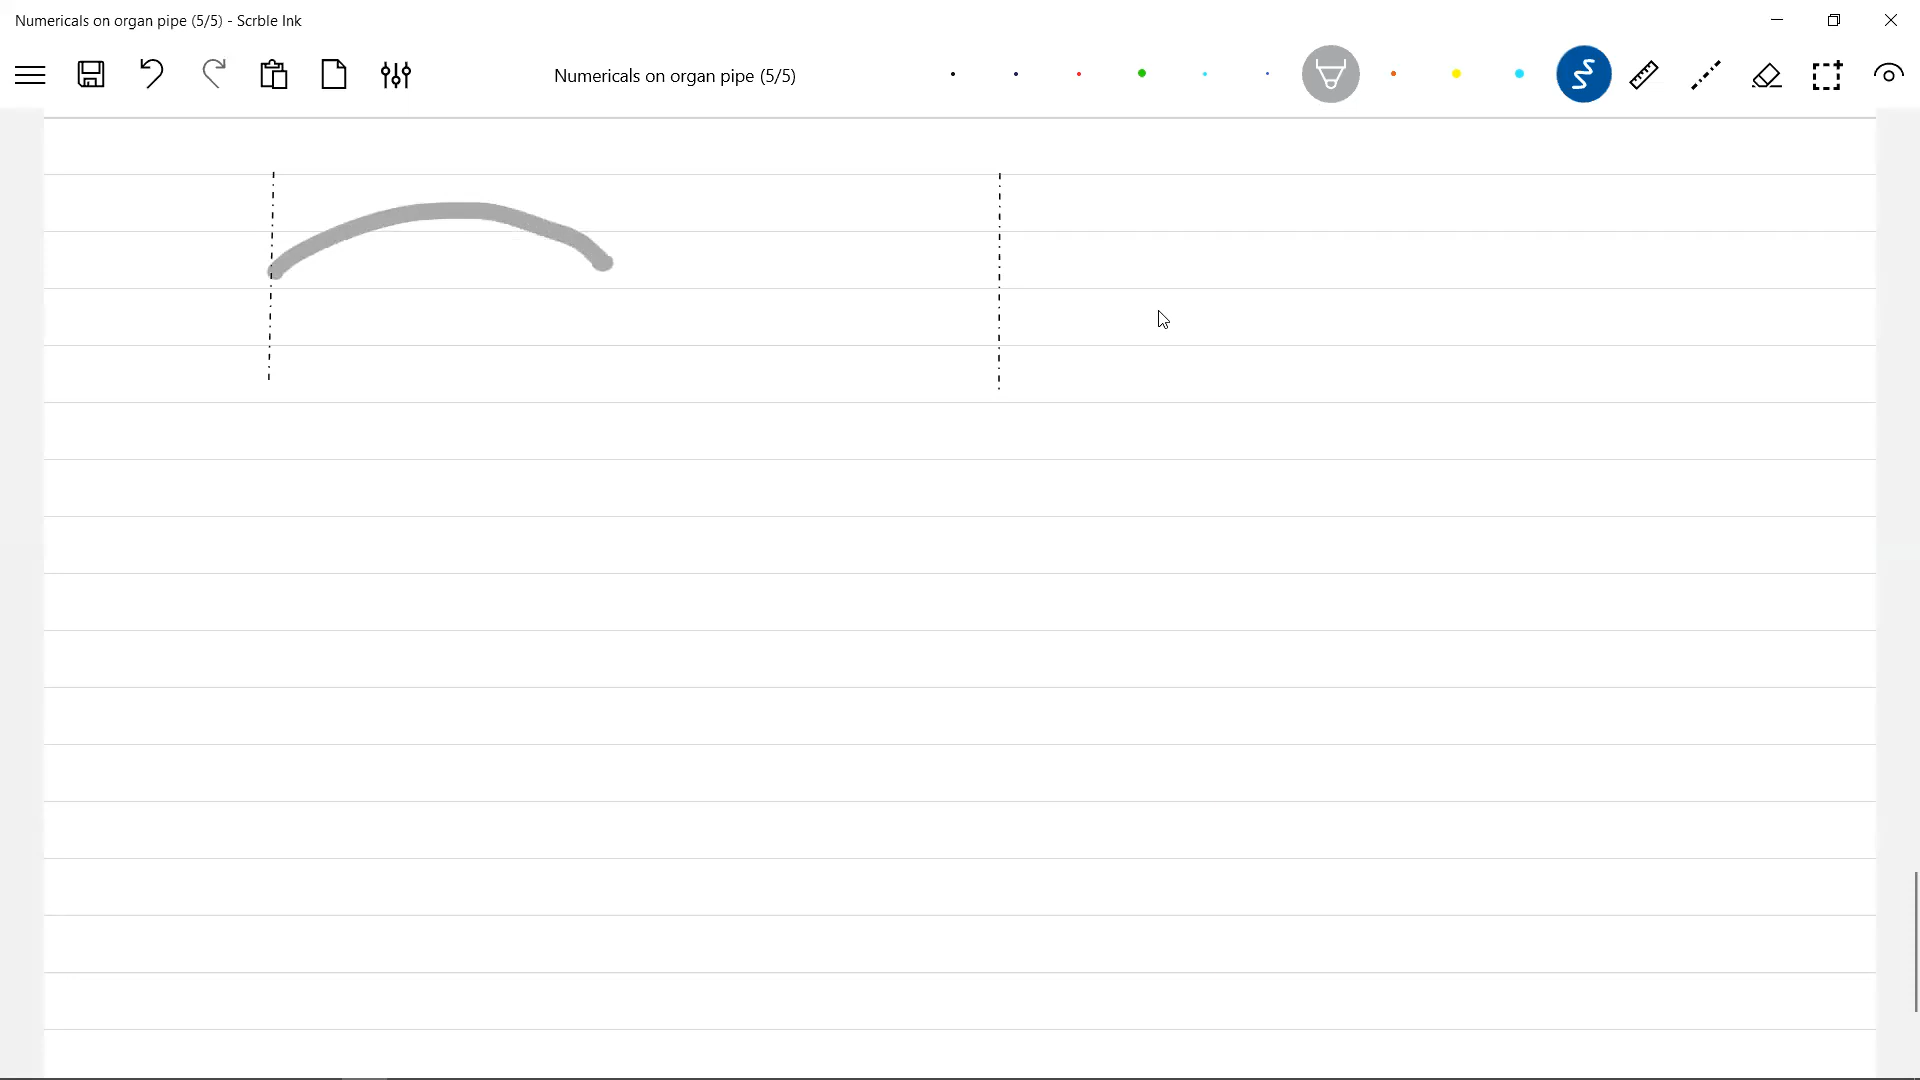 Numericals on organ pipe (5/5) - Scrble Ink
Numericals on organ pipe (5/5)